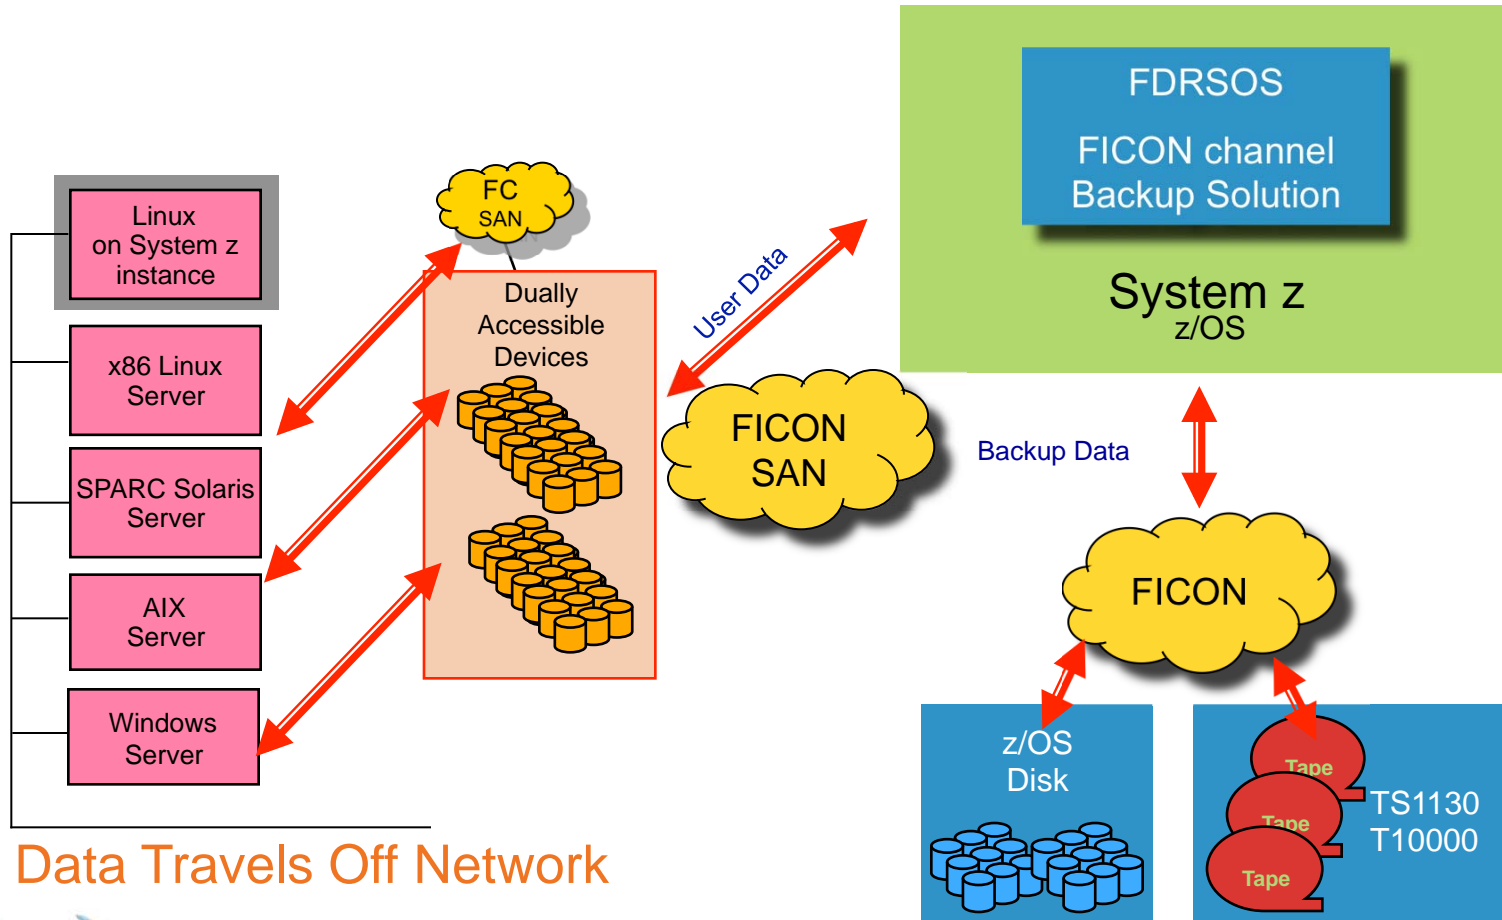 FDRSOS
FICON channel
Backup Solution
System z
z/OS
FC
SAN
Linux
on System z
instance
x86 Linux
Server
SPARC Solaris
Server
AIX
Server
Windows
Server
Dually
Accessible
Devices
User Data
FICON
SAN
Backup Data
FICON
z/OS
Disk
Tape
Tape
Tape
TS1130
T10000
Data Travels Off Network